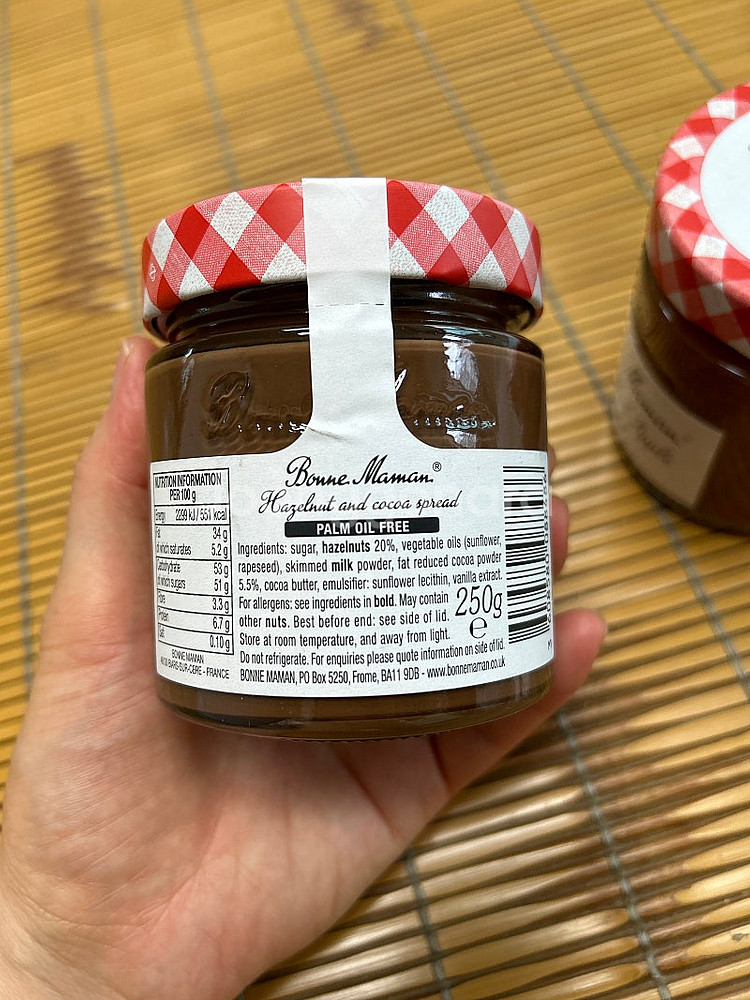 NUTRITION INFORMATION
PER 100 g
Energy 2299 kJ / 551 kcal
Fat 34 g
of which saturates 5.2 g
Carbohydrate 53 g
of which sugars 51 g
Fibre 3.3 g
Protein 6.7 g
Salt 0.10 g
BONNE MAMAN
BIARS-SUR-CERE - FRANCE
Bonne Maman®
Hazelnut and cocoa spread
PALM OIL FREE
Ingredients: sugar, hazelnuts 20%, vegetable oils (sunflower,
rapeseed), skimmed milk powder, fat reduced cocoa powder
5.5%, cocoa butter, emulsifier: sunflower lecithin, vanilla extract.
For allergens: see ingredients in bold. May contain
other nuts. Best before end: see side of lid.
Store at room temperature, and away from light.
Do not refrigerate. For enquiries please quote information on side of lid.
BONNE MAMAN, PO Box 5250, Frome, BA11 9DB - www.bonnemaman.co.uk
250g
e